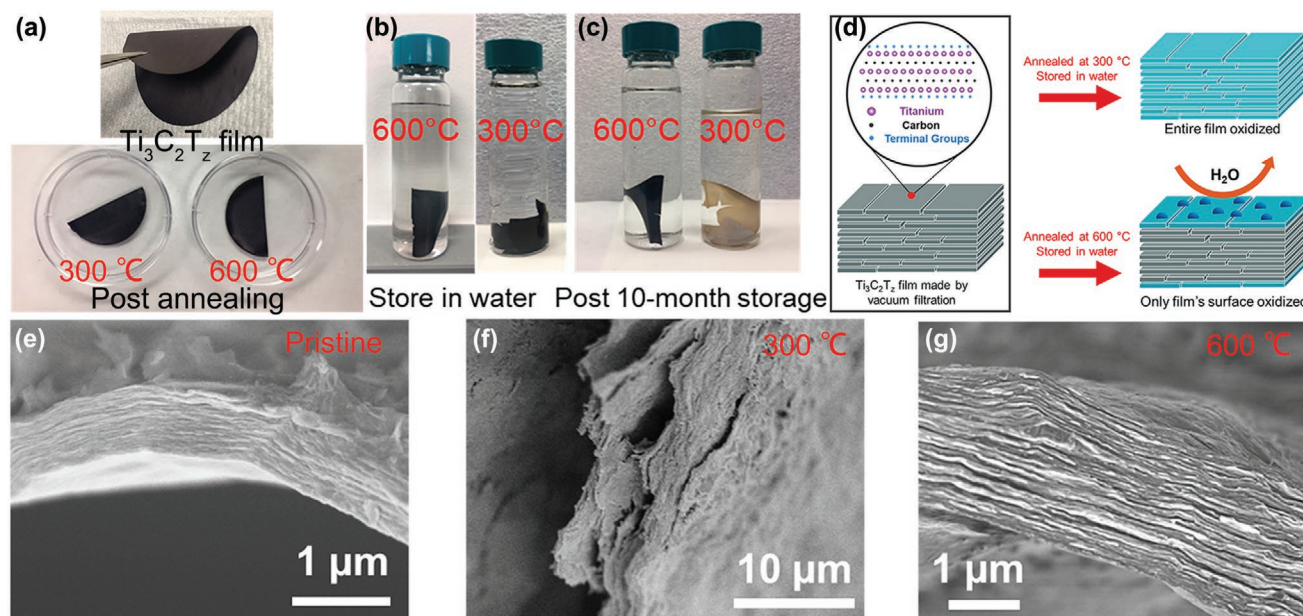 (a)
Ti₃C₂T_z film
300 ℃ 600 ℃
Post annealing
(b)
600°C 300°C
Store in water
(c)
600°C 300°C
Post 10-month storage
(d)
Titanium
Carbon
Terminal Groups
Ti₃C₂T_z film made by
vacuum filtration
Annealed at 300 °C
Stored in water
Entire film oxidized
H₂O
Annealed at 600 °C
Stored in water
Only film's surface oxidized
(e)
Pristine
1 μm
(f)
300 ℃
10 μm
(g)
600 ℃
1 μm